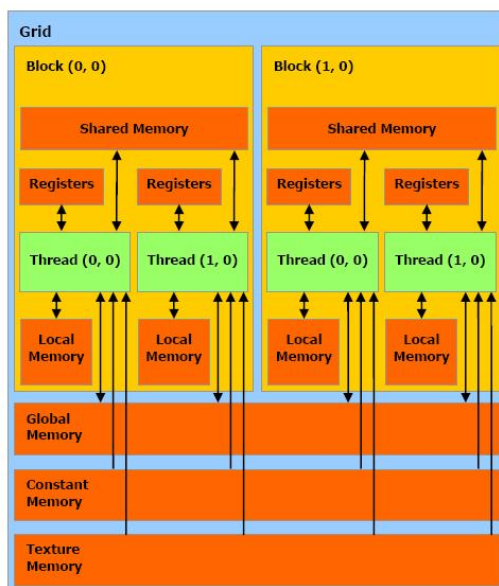 Grid
Block (0, 0)
Block (1, 0)
Shared Memory
Shared Memory
Registers
Registers
Registers
Registers
Thread (0, 0)
Thread (1, 0)
Thread (0, 0)
Thread (1, 0)
Local
Memory
Local
Memory
Local
Memory
Local
Memory
Global
Memory
Constant
Memory
Texture
Memory